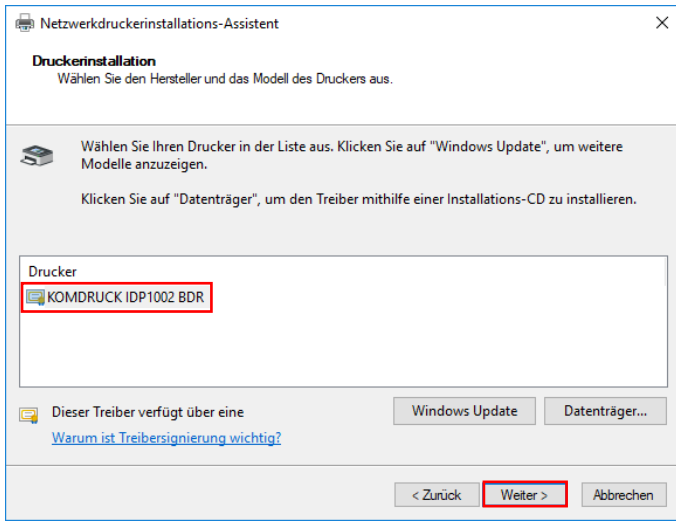 Netzwerkdruckerinstallations-Assistent
Druckerinstallation
Wählen Sie den Hersteller und das Modell des Druckers aus.
Wählen Sie Ihren Drucker in der Liste aus. Klicken Sie auf "Windows Update", um weitere
Modelle anzuzeigen.
Klicken Sie auf "Datenträger", um den Treiber mithilfe einer Installations-CD zu installieren.
Drucker
KOMDRUCK IDP1002 BDR
Dieser Treiber verfügt über eine
Windows Update
Datenträger...
Warum ist Treibersignierung wichtig?
< Zurück
Weiter >
Abbrechen